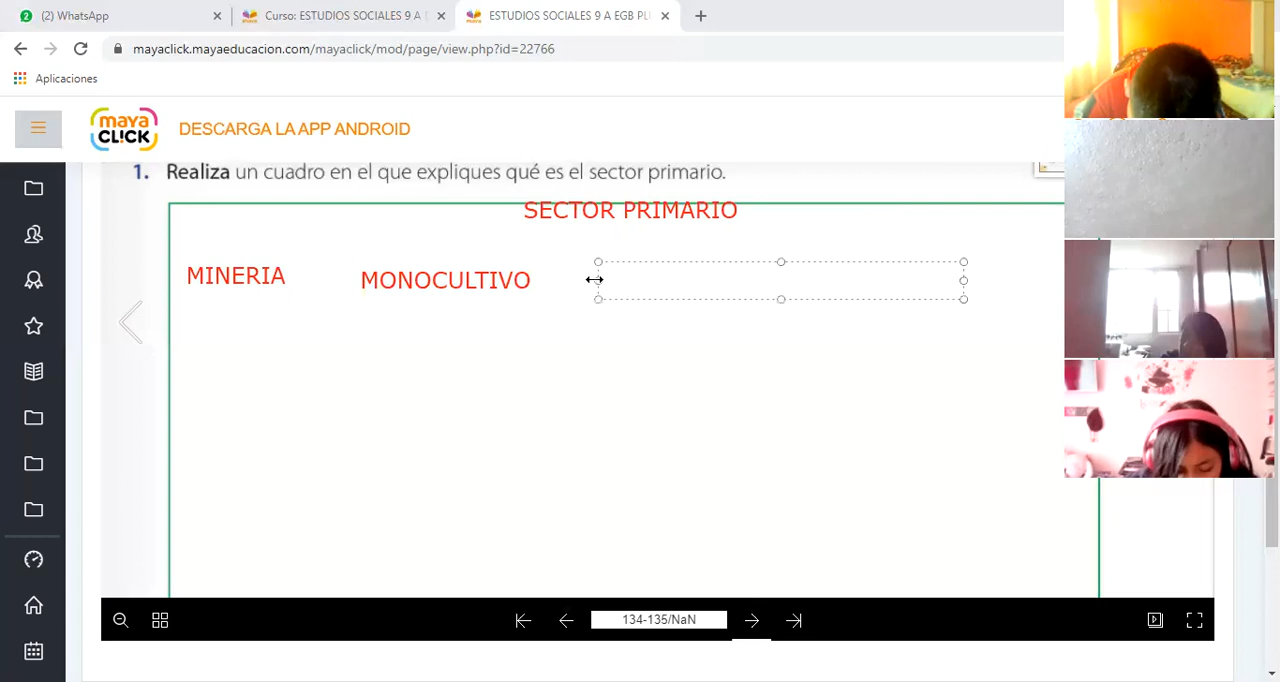 (2) WhatsApp
Curso: ESTUDIOS SOCIALES 9 A
ESTUDIOS SOCIALES 9 A EGB PLU
mayaclick.mayaeducacion.com/mayaclick/mod/page/view.php?id=22766
Aplicaciones
maya CLICK
DESCARGA LA APP ANDROID
1. Realiza un cuadro en el que expliques qué es el sector primario.
SECTOR PRIMARIO
MINERIA MONOCULTIVO
134-135/NaN